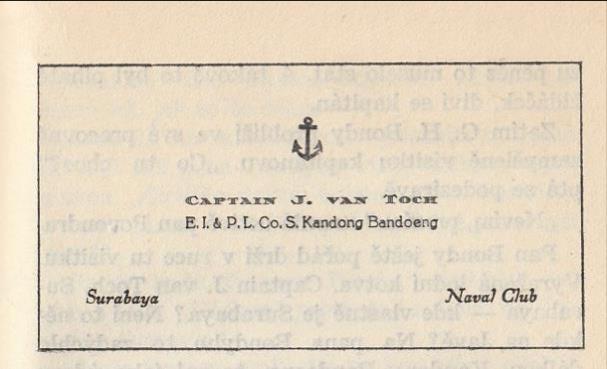 CAPTAIN J. VAN TOCH
E. I. & P. L. Co. S. Kandong Bandoeng
Surabaya Naval Club